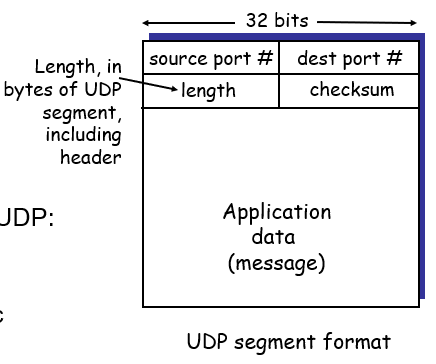 32 bits
source port # dest port #
Length, in
bytes of UDP
segment,
including
header
length checksum
UDP:
Application
data
(message)
c
UDP segment format